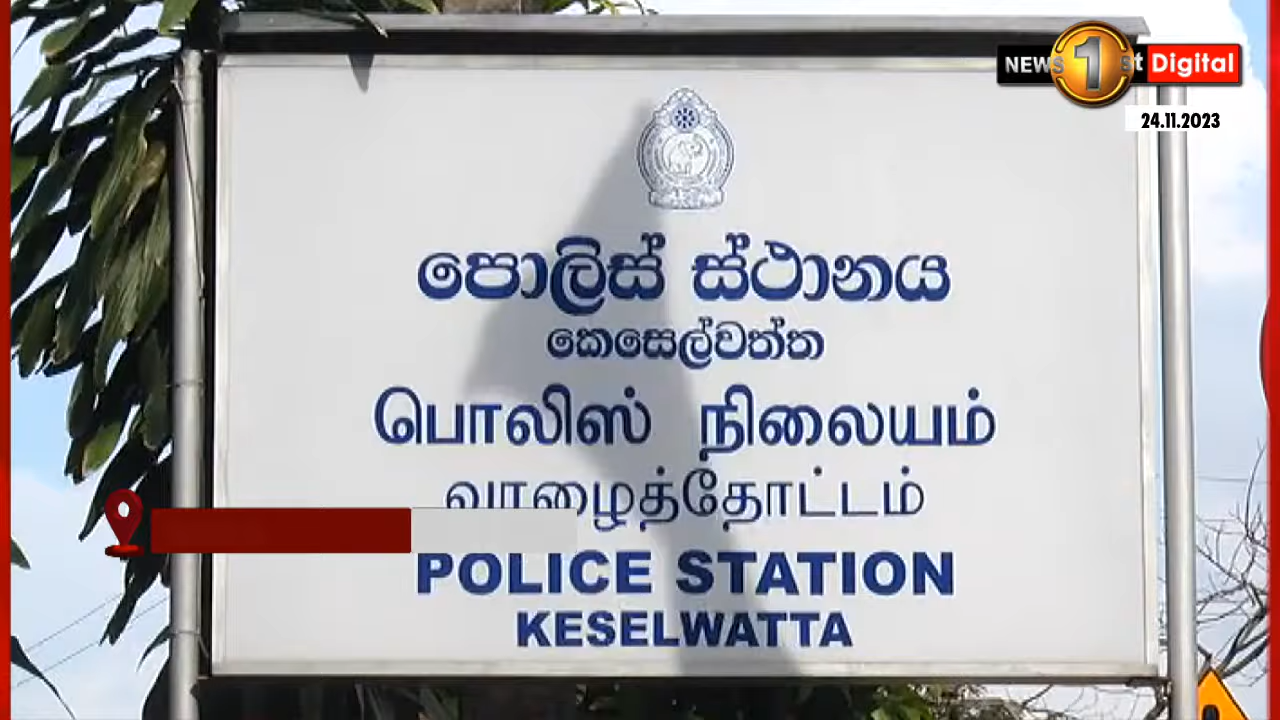 NEWS 1st Digital
24.11.2023
පොලිස් ස්ථානය
කෙසෙල්වත්ත
பொலிஸ் நிலையம்
வாழைத்தோட்டம்
POLICE STATION
KESELWATTA